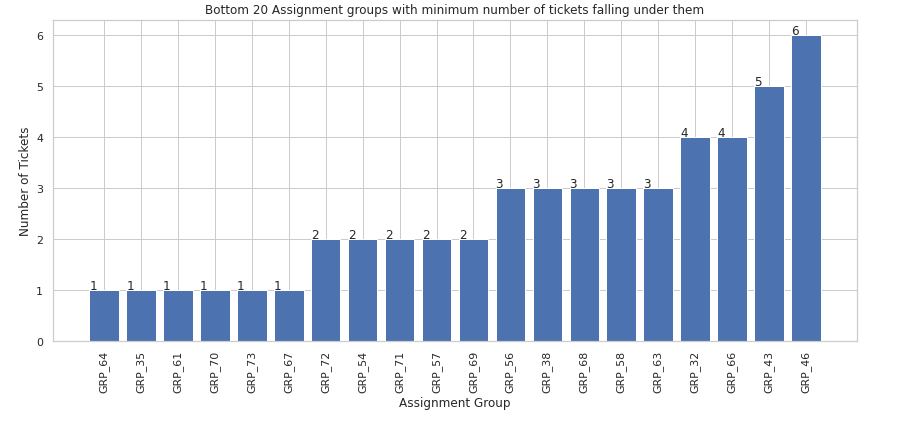 Bottom 20 Assignment groups with minimum number of tickets falling under them
Number of Tickets
6
5
4
3
2
1
0
1 1 1 1 1 1 2 2 2 2 2 3 3 3 3 3 4 4 5 6
GRP_64 GRP_35 GRP_61 GRP_70 GRP_73 GRP_67 GRP_72 GRP_54 GRP_71 GRP_57 GRP_69 GRP_56 GRP_38 GRP_68 GRP_58 GRP_63 GRP_32 GRP_66 GRP_43 GRP_46
Assignment Group